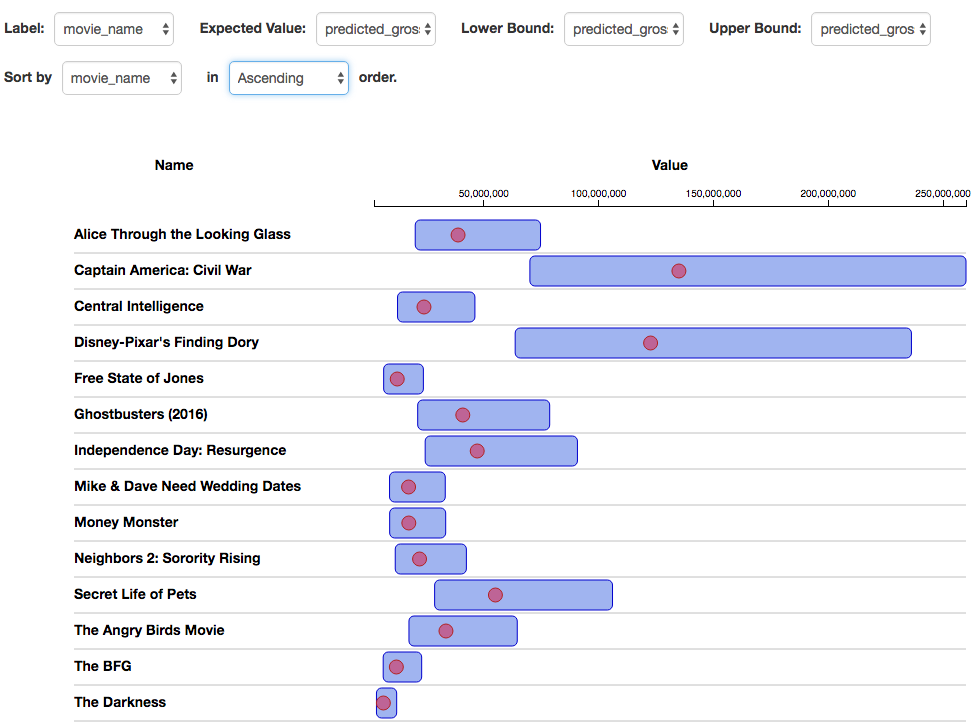 Label: movie_name Expected Value: predicted_gros Lower Bound: predicted_gros Upper Bound: predicted_gros
Sort by movie_name in Ascending order.
Name Value
50,000,000 100,000,000 150,000,000 200,000,000 250,000,000
Alice Through the Looking Glass
Captain America: Civil War
Central Intelligence
Disney-Pixar's Finding Dory
Free State of Jones
Ghostbusters (2016)
Independence Day: Resurgence
Mike & Dave Need Wedding Dates
Money Monster
Neighbors 2: Sorority Rising
Secret Life of Pets
The Angry Birds Movie
The BFG
The Darkness